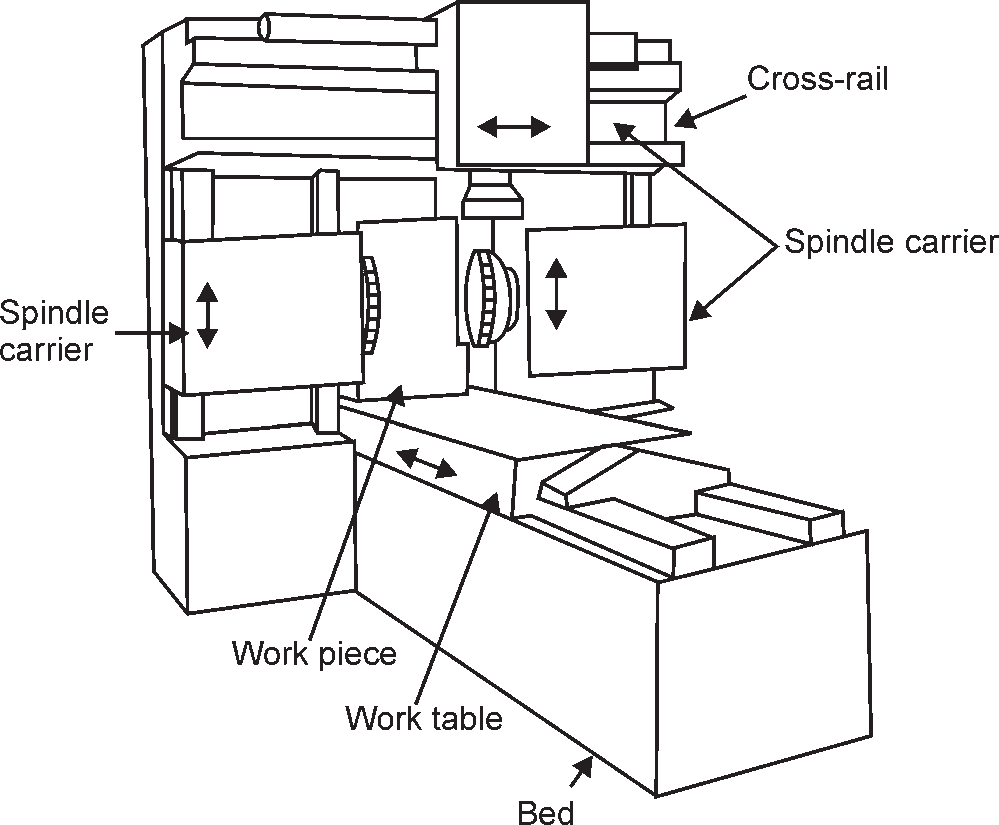 Cross-rail
Spindle carrier
Spindle
carrier
Work piece
Work table
Bed